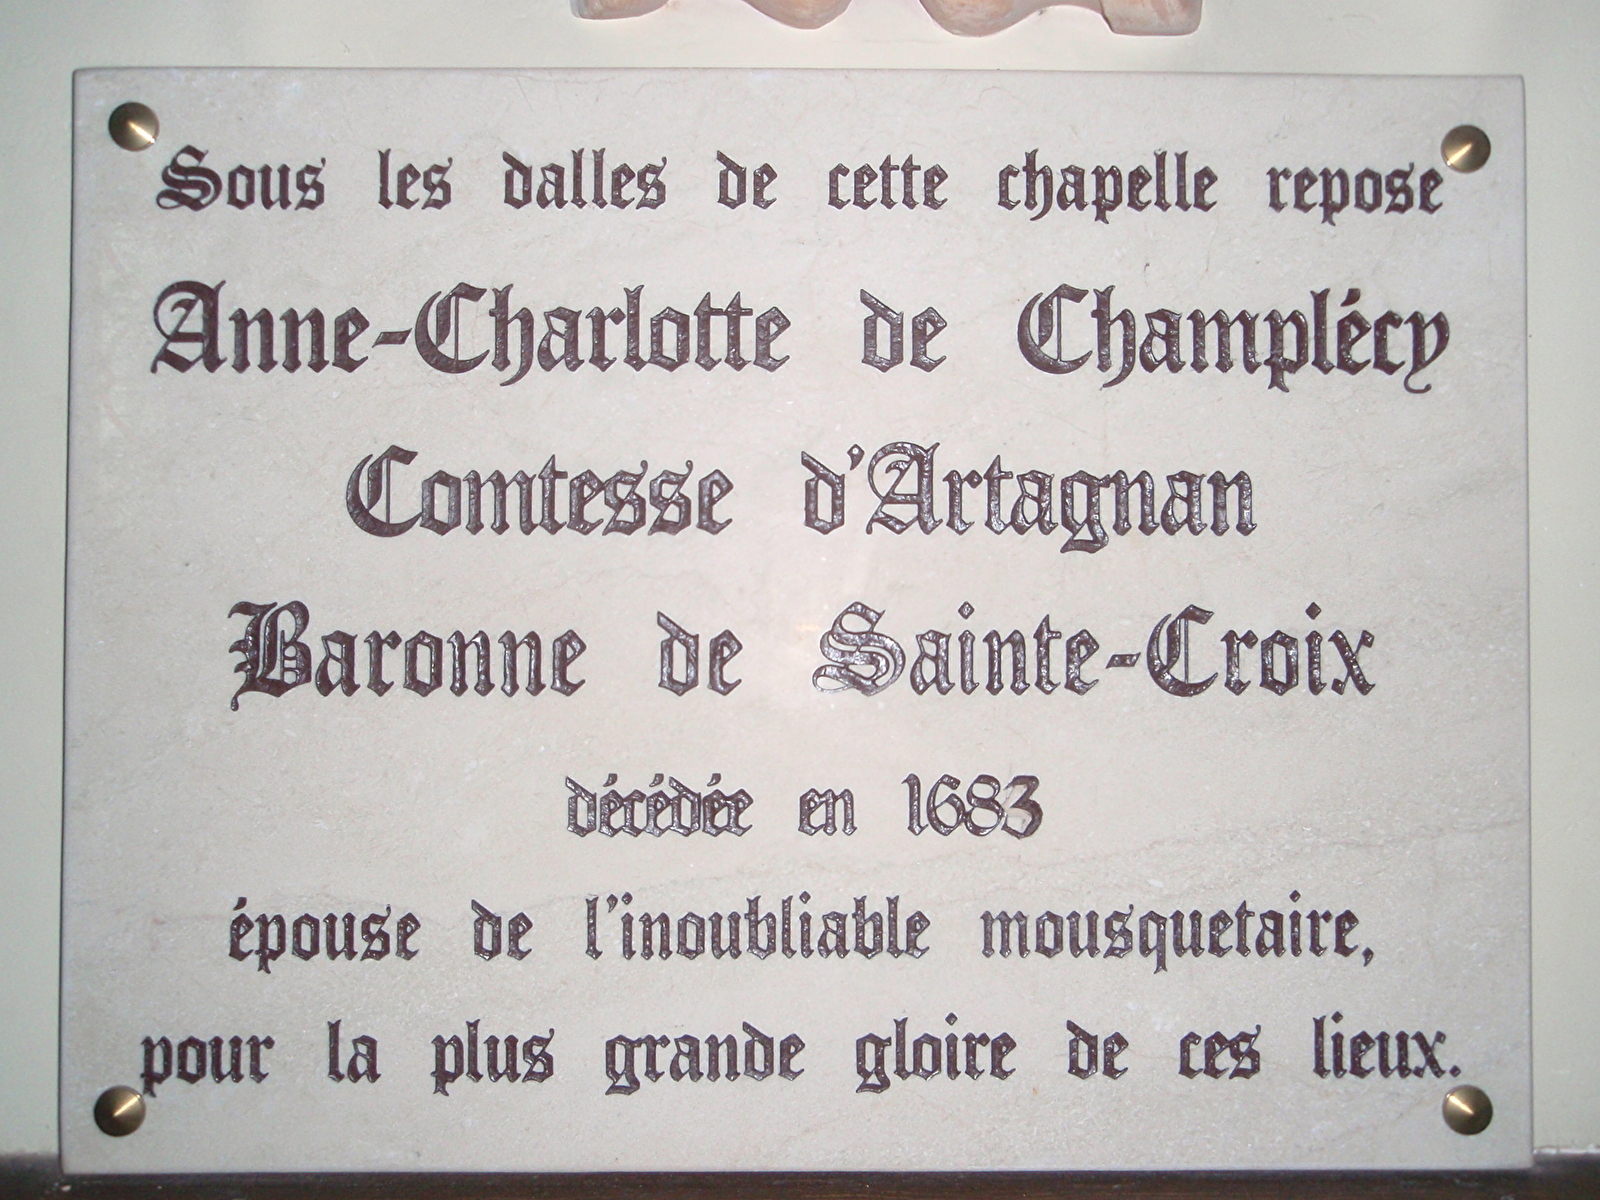 Sous les dalles de cette chapelle repose
Anne-Charlotte de Champlécy
Comtesse d'Artagnan
Baronne de Sainte-Croix
décédée en 1683
épouse de l'inoubliable mousquetaire,
pour la plus grande gloire de ces lieux.